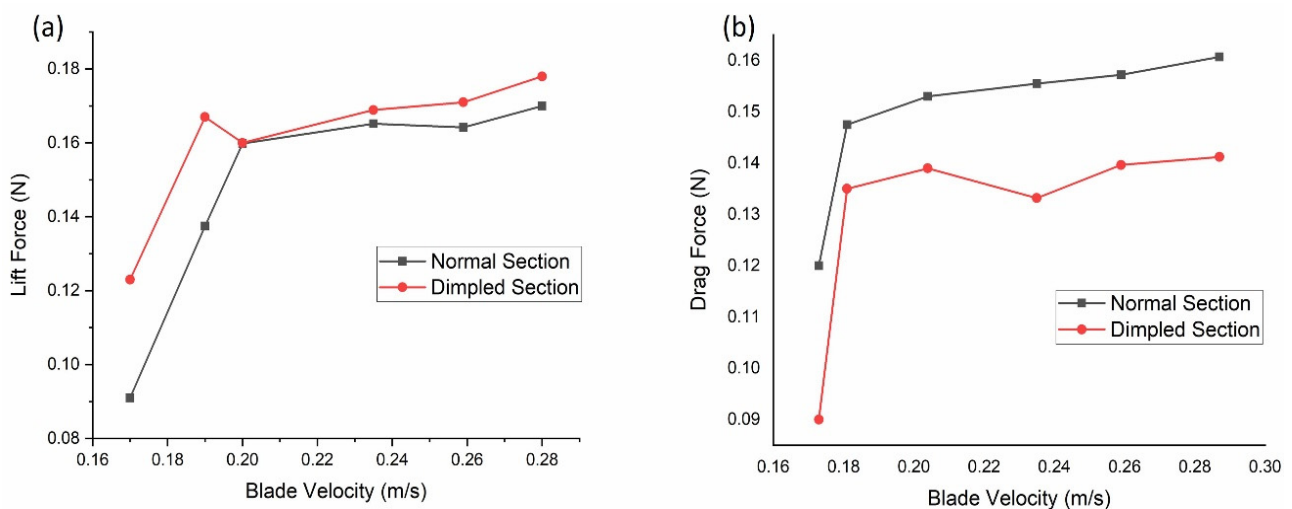 (a)
Lift Force (N)
0.18
0.16
0.14
0.12
0.10
0.08
0.16 0.18 0.20 0.22 0.24 0.26 0.28
Blade Velocity (m/s)
Normal Section
Dimpled Section
(b)
Drag Force (N)
0.16
0.15
0.14
0.13
0.12
0.11
0.10
0.09
0.16 0.18 0.20 0.22 0.24 0.26 0.28 0.30
Blade Velocity (m/s)
Normal Section
Dimpled Section